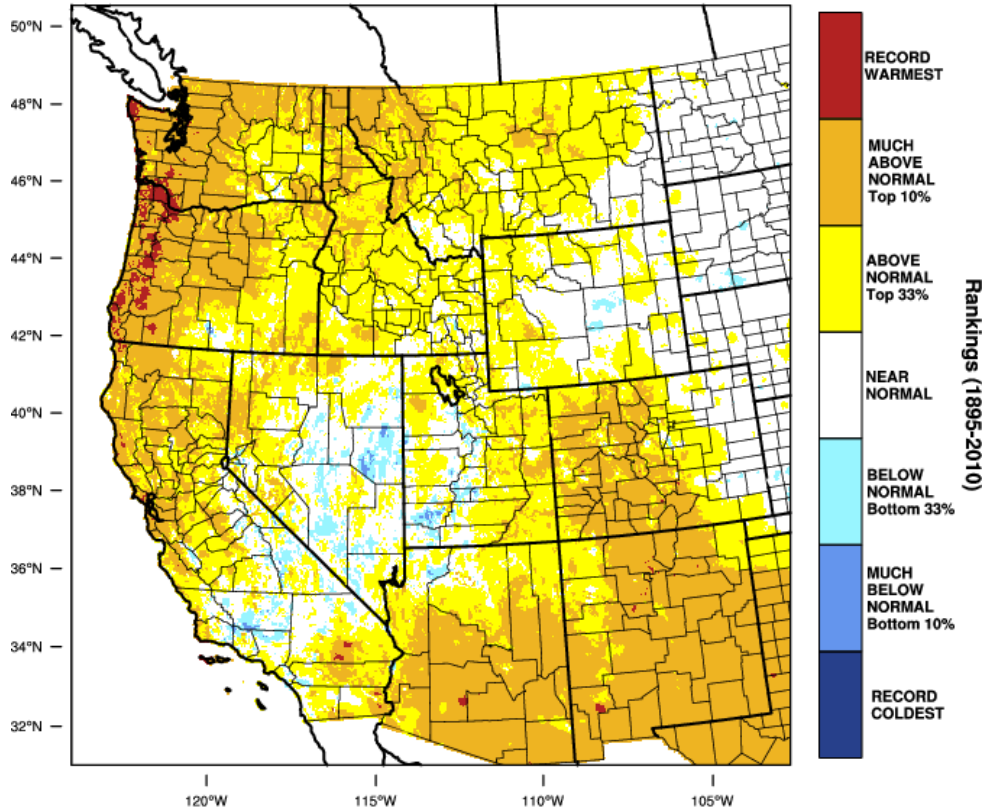 50°N
48°N
46°N
44°N
42°N
40°N
38°N
36°N
34°N
32°N
120°W
115°W
110°W
105°W
RECORD
WARMEST
MUCH
ABOVE
NORMAL
Top 10%
ABOVE
NORMAL
Top 33%
NEAR
NORMAL
BELOW
NORMAL
Bottom 33%
MUCH
BELOW
NORMAL
Bottom 10%
RECORD
COLDEST
Rankings (1895-2010)